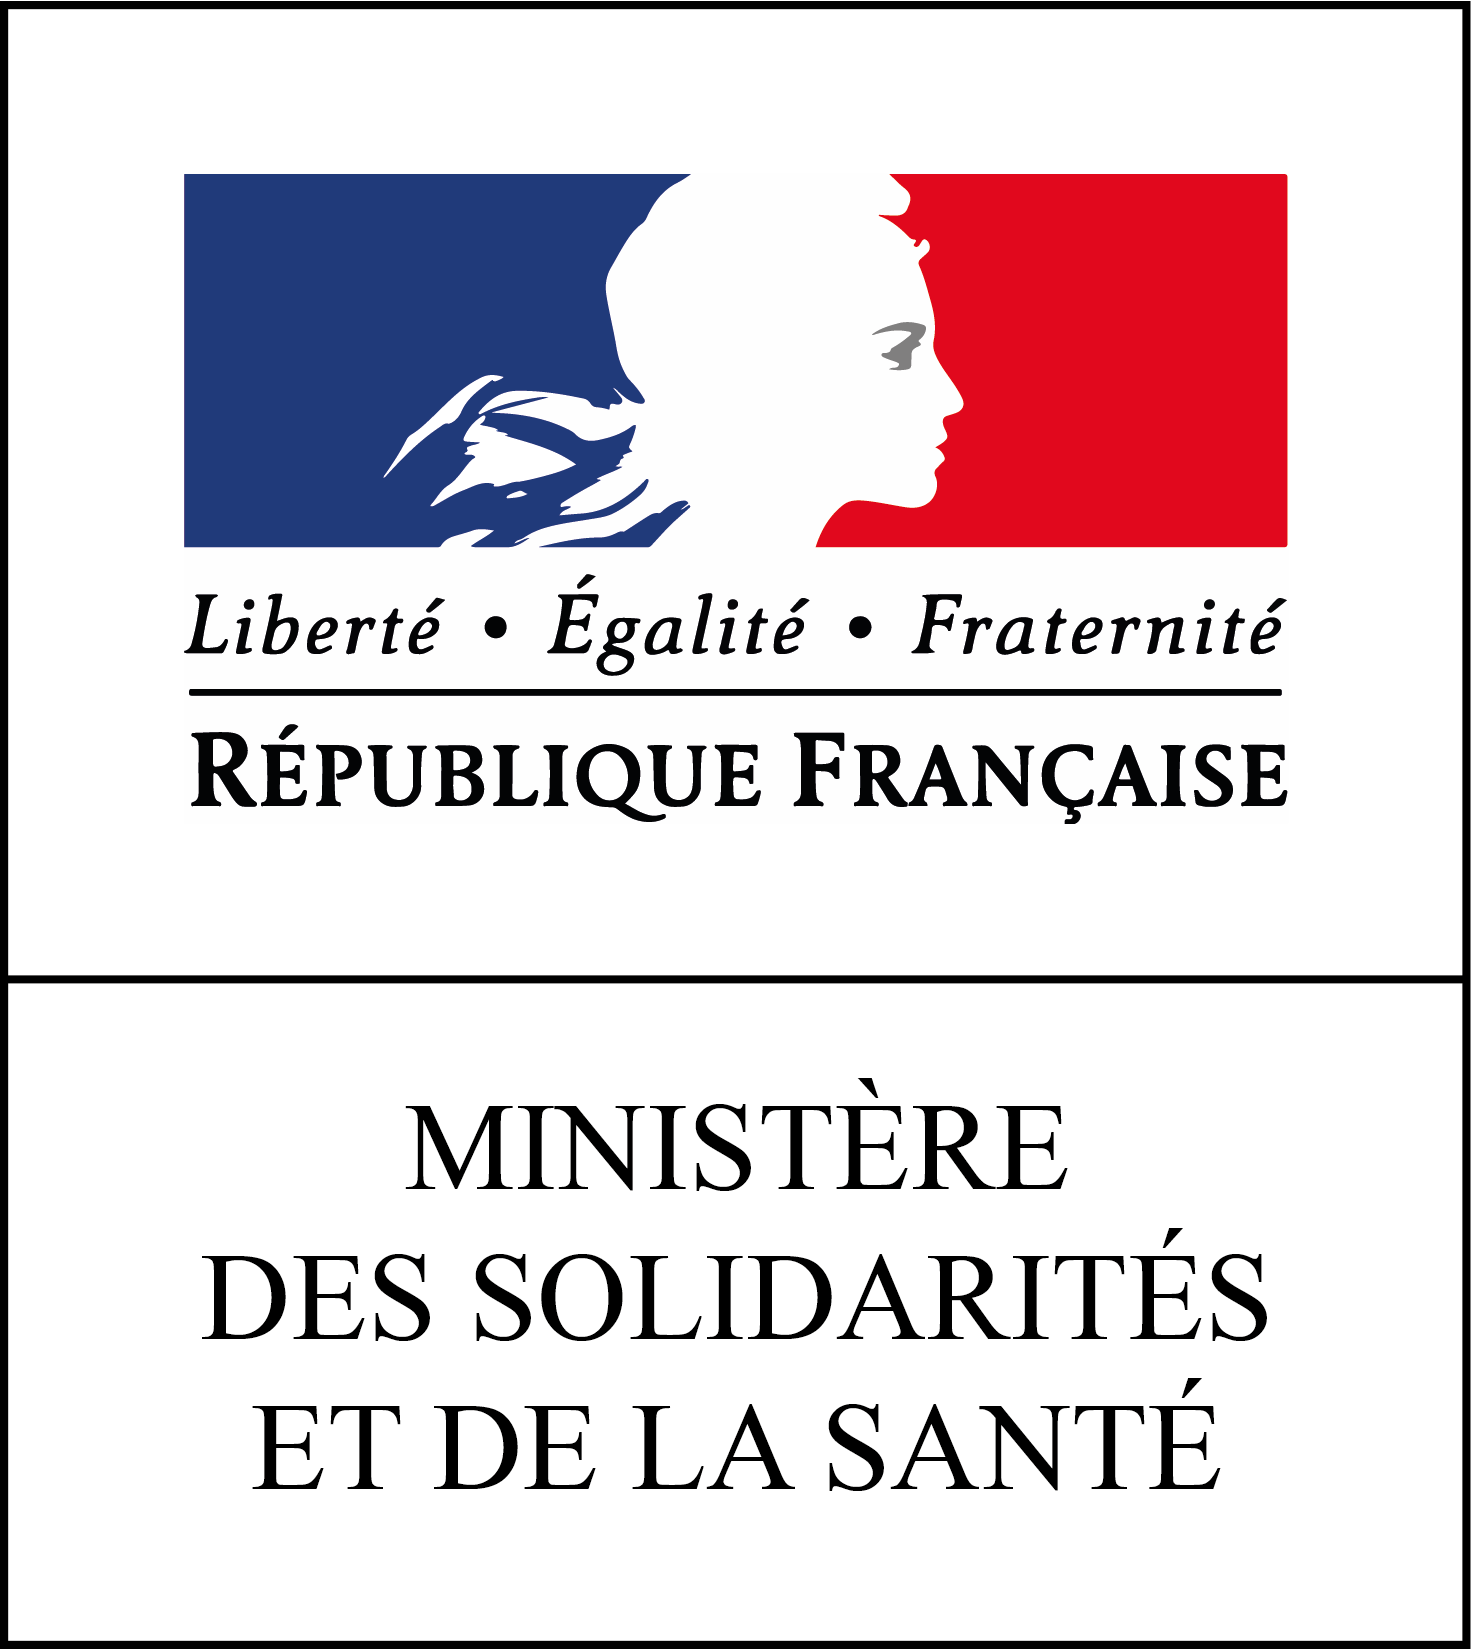 Liberté • Égalité • Fraternité
RÉPUBLIQUE FRANÇAISE
MINISTÈRE
DES SOLIDARITÉS
ET DE LA SANTÉ